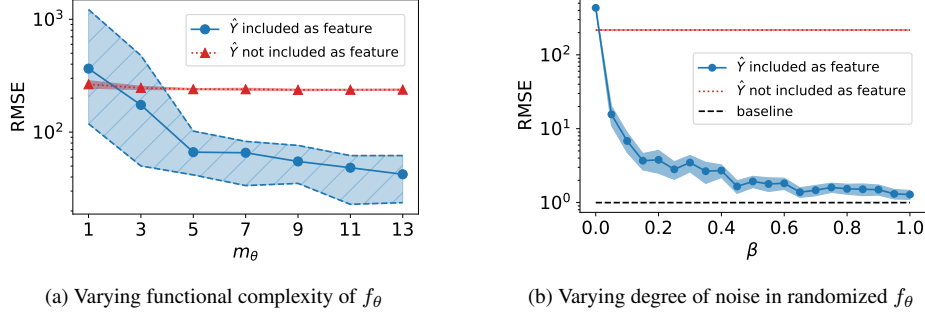 10³
10²
RMSE
Ŷ included as feature
Ŷ not included as feature
1 3 5 7 9 11 13
m_θ
(a) Varying functional complexity of f_θ
10²
10¹
10⁰
RMSE
Ŷ included as feature
Ŷ not included as feature
baseline
0.0 0.2 0.4 0.6 0.8 1.0
β
(b) Varying degree of noise in randomized f_θ